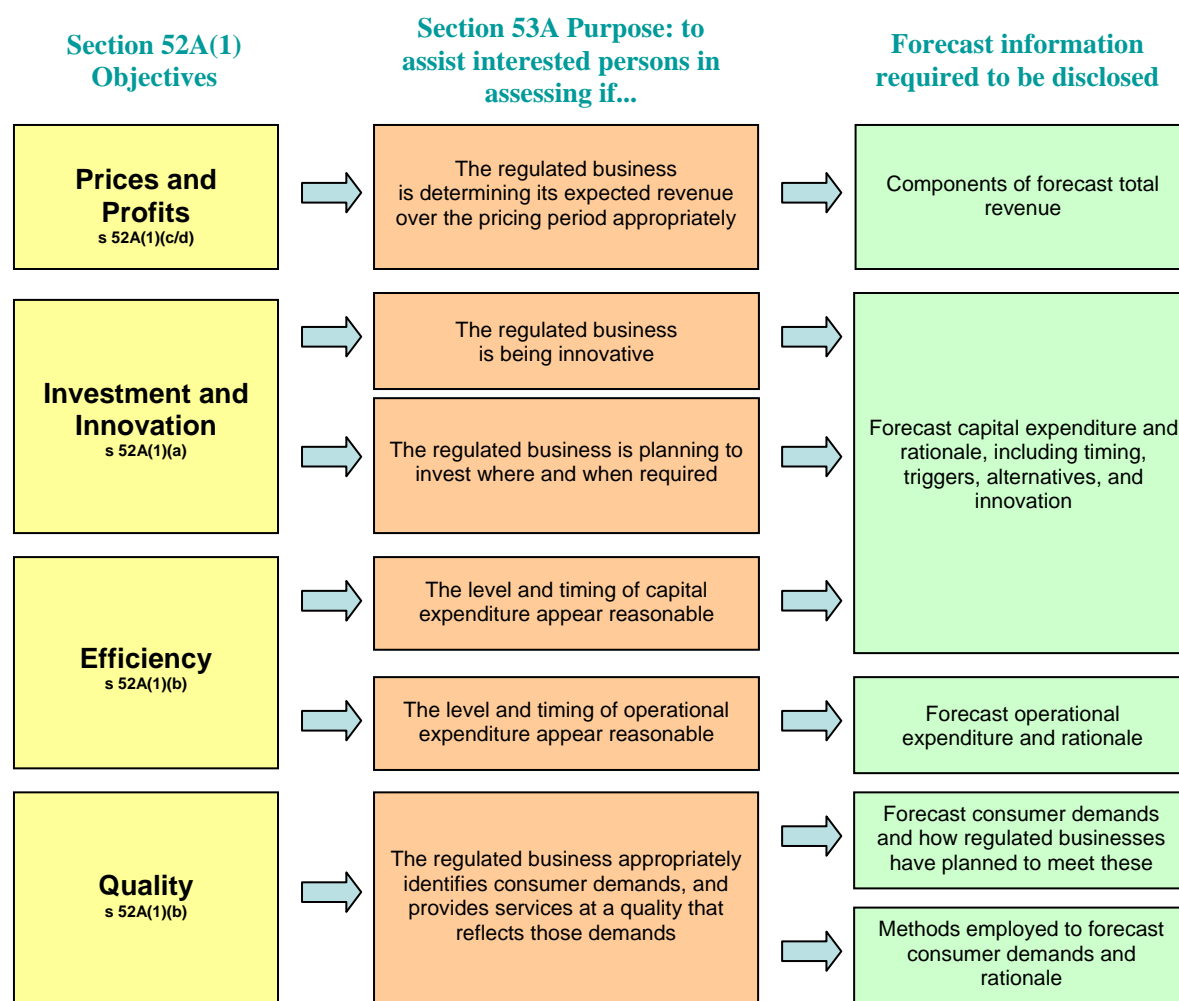 Section 52A(1)
Objectives
Section 53A Purpose: to
assist interested persons in
assessing if...
Forecast information
required to be disclosed
Prices and
Profits
s 52A(1)(c/d)
The regulated business
is determining its expected revenue
over the pricing period appropriately
Components of forecast total
revenue
Investment and
Innovation
s 52A(1)(a)
The regulated business
is being innovative
The regulated business is planning to
invest where and when required
Forecast capital expenditure and
rationale, including timing,
triggers, alternatives, and
innovation
Efficiency
s 52A(1)(b)
The level and timing of capital
expenditure appear reasonable
The level and timing of operational
expenditure appear reasonable
Forecast operational
expenditure and rationale
Quality
s 52A(1)(b)
The regulated business appropriately
identifies consumer demands, and
provides services at a quality that
reflects those demands
Forecast consumer demands
and how regulated businesses
have planned to meet these
Methods employed to forecast
consumer demands and
rationale